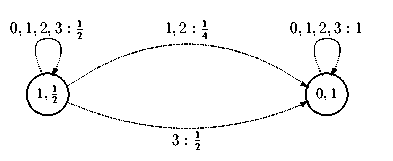 0, 1, 2, 3 : 1/2
1, 2 : 1/4
0, 1, 2, 3 : 1
1, 1/2
0, 1
3 : 1/2